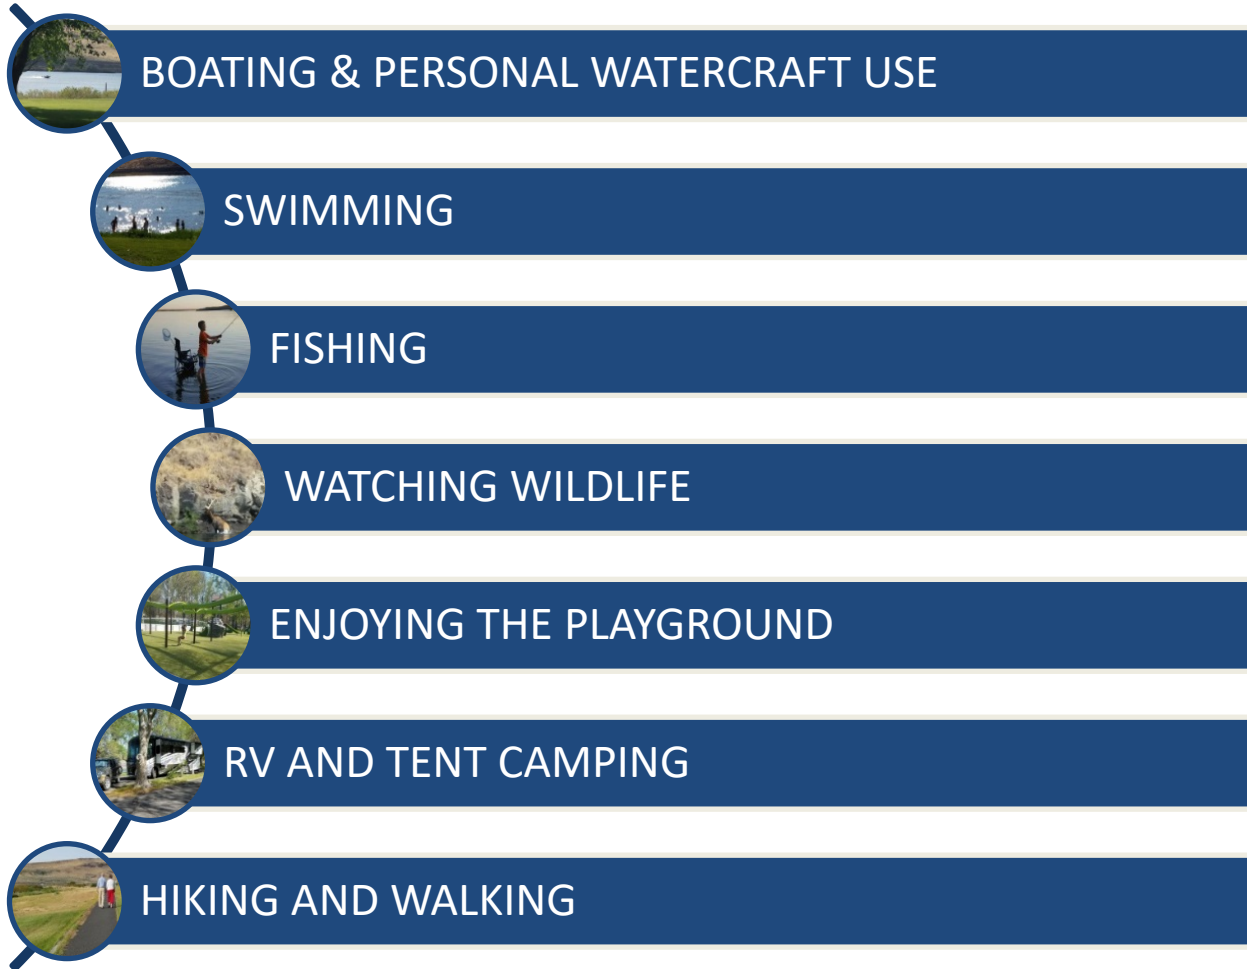 BOATING & PERSONAL WATERCRAFT USE
SWIMMING
FISHING
WATCHING WILDLIFE
ENJOYING THE PLAYGROUND
RV AND TENT CAMPING
HIKING AND WALKING